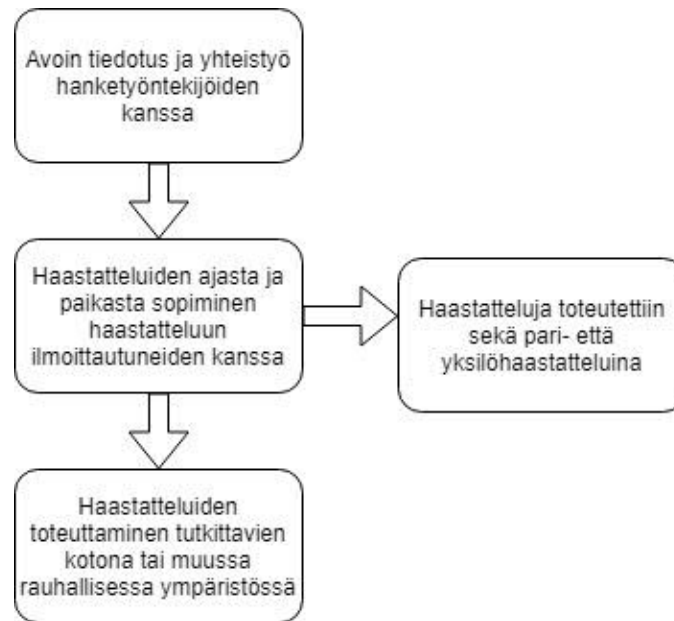 Avoin tiedotus ja yhteistyö
hanketyöntekijöiden
kanssa
Haastatteluiden ajasta ja
paikasta sopiminen
haastatteluun
ilmoittautuneiden kanssa
Haastatteluja toteutettiin
sekä pari- että
yksilöhaastatteluina
Haastatteluiden
toteuttaminen tutkittavien
kotona tai muussa
rauhallisessa ympäristössä